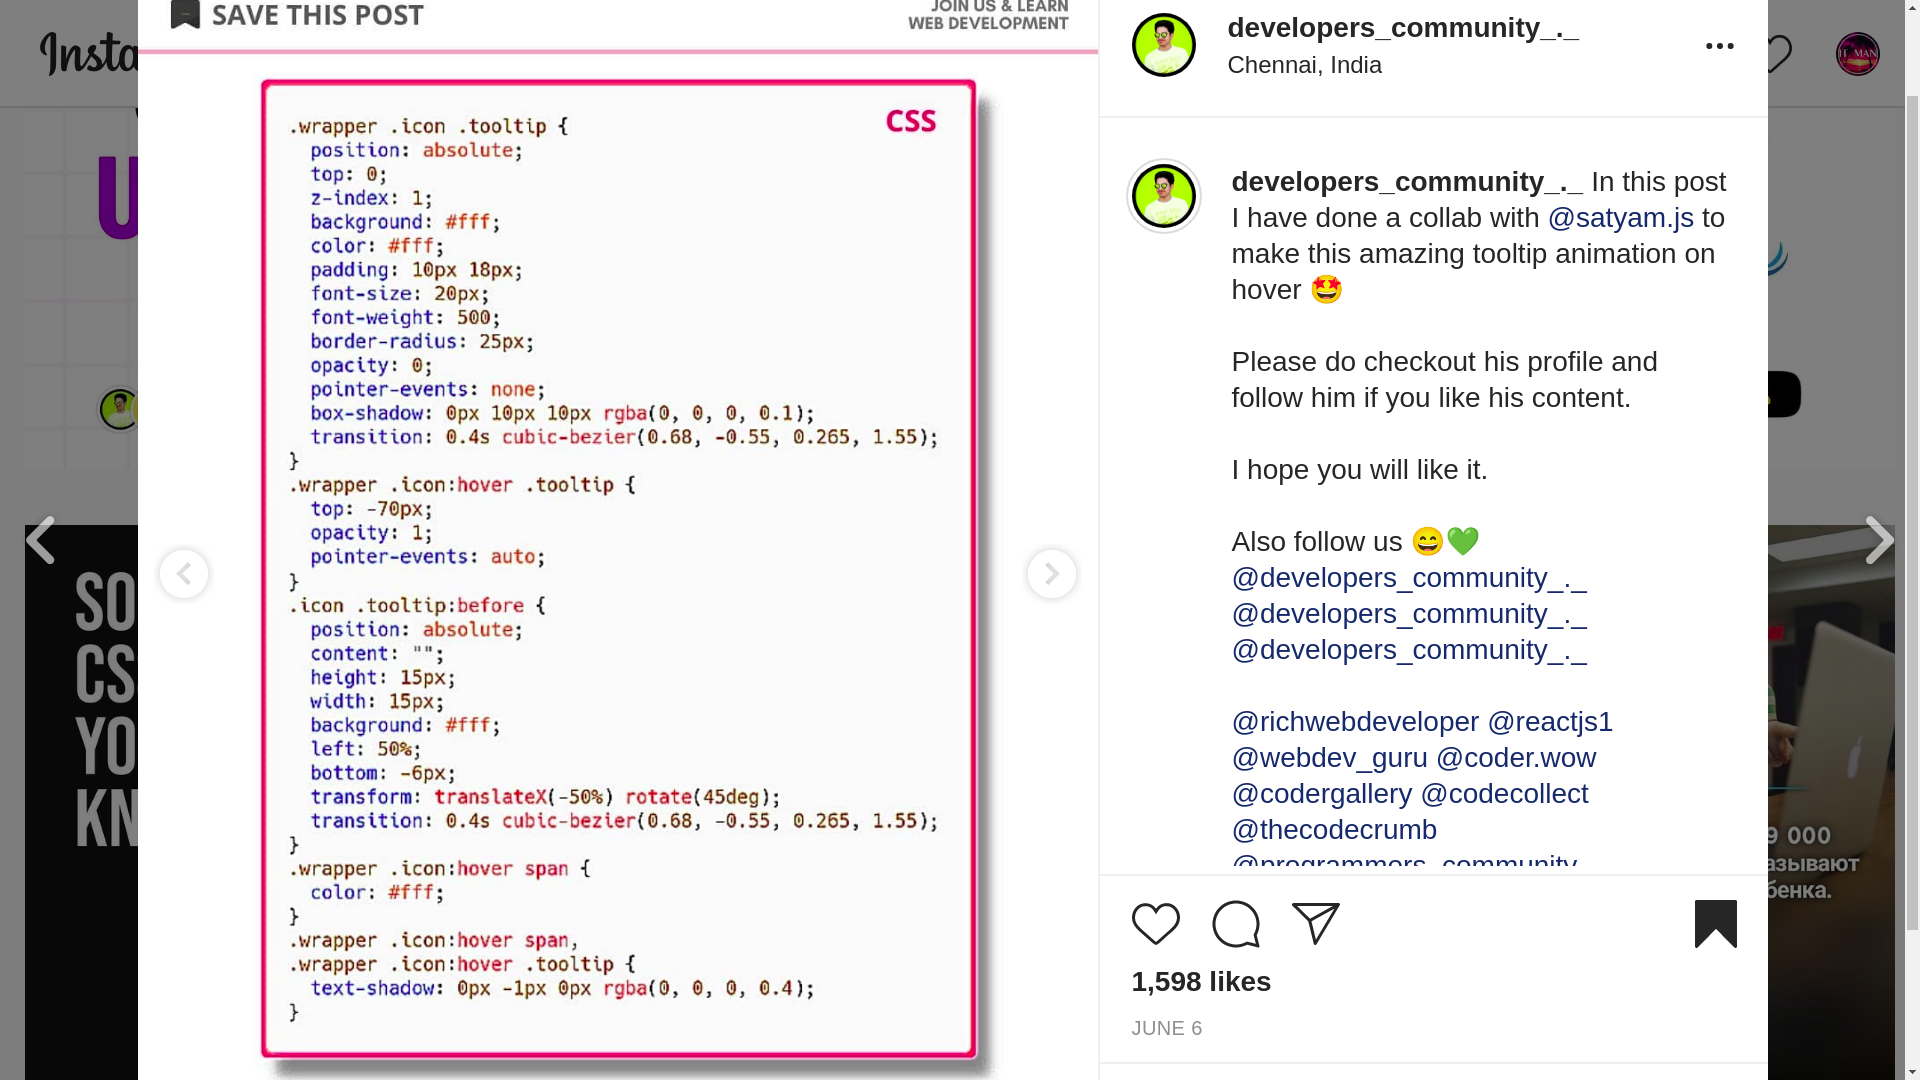 SAVE THIS POST
JOIN US & LEARN
WEB DEVELOPMENT
CSS
.wrapper .icon .tooltip {
position: absolute;
top: 0;
z-index: 1;
background: #fff;
color: #fff;
padding: 10px 18px;
font-size: 20px;
font-weight: 500;
border-radius: 25px;
opacity: 0;
pointer-events: none;
box-shadow: 0px 10px 10px rgba(0, 0, 0, 0.1);
transition: 0.4s cubic-bezier(0.68, -0.55, 0.265, 1.55);
}
.wrapper .icon:hover .tooltip {
top: -70px;
opacity: 1;
pointer-events: auto;
}
.icon .tooltip:before {
position: absolute;
content: "";
height: 15px;
width: 15px;
background: #fff;
left: 50%;
bottom: -6px;
transform: translateX(-50%) rotate(45deg);
transition: 0.4s cubic-bezier(0.68, -0.55, 0.265, 1.55);
}
.wrapper .icon:hover span {
color: #fff;
}
.wrapper .icon:hover span,
.wrapper .icon:hover .tooltip {
text-shadow: 0px -1px 0px rgba(0, 0, 0, 0.4);
}
developers_community_._
Chennai, India
developers_community_._ In this post
I have done a collab with @satyam.js to
make this amazing tooltip animation on
hover 🤩
Please do checkout his profile and
follow him if you like his content.
I hope you will like it.
Also follow us 😄💚
@developers_community_._
@developers_community_._
@developers_community_._
@richwebdeveloper @reactjs1
@webdev_guru @coder.wow
@codergallery @codecollect
@thecodecrumb
@programmers_community
1,598 likes
JUNE 6
Insta
IT MAN
U
SO
CS
YO
KN
9 000
азывают
бенка.